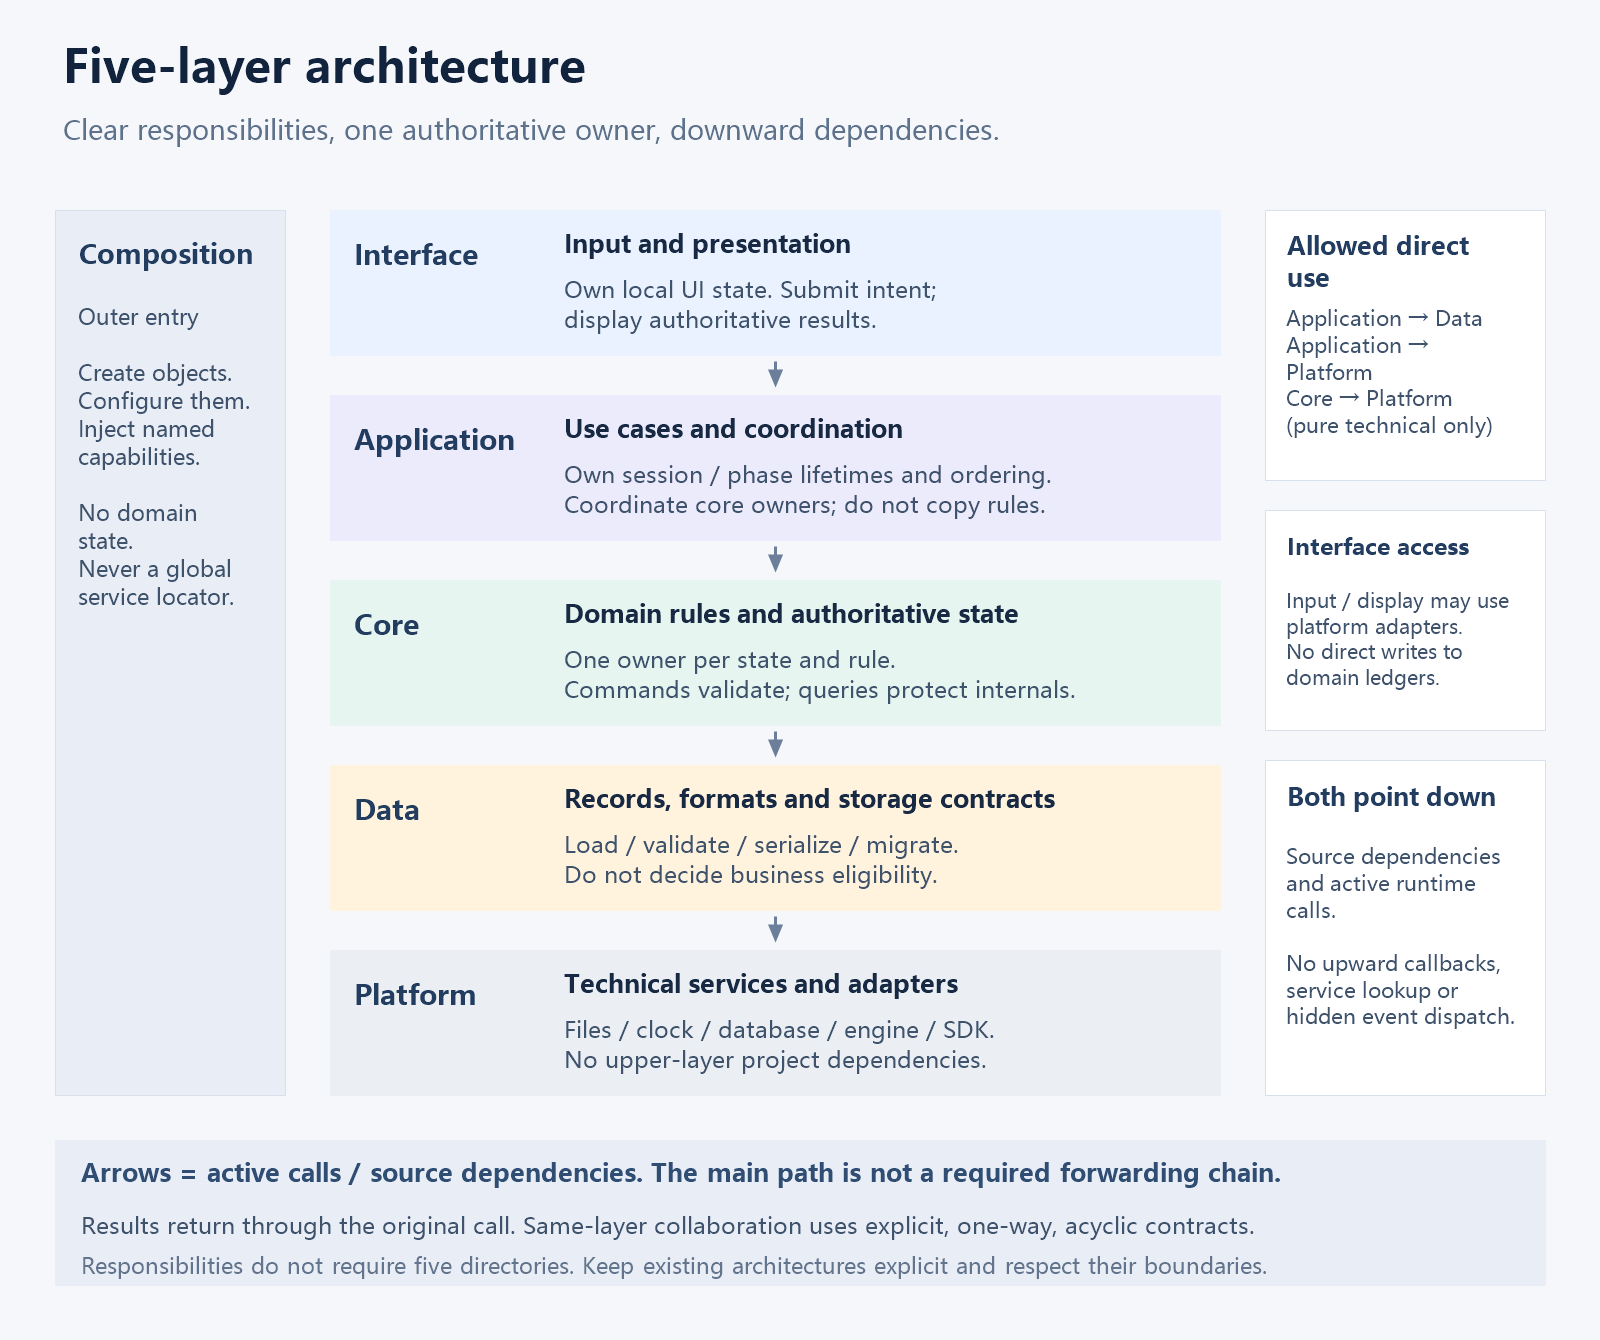 Five-layer architecture
Clear responsibilities, one authoritative owner, downward dependencies.
Composition
Outer entry
Create objects.
Configure them.
Inject named
capabilities.
No domain
state.
Never a global
service locator.
Interface
Input and presentation
Own local UI state. Submit intent;
display authoritative results.
Application
Use cases and coordination
Own session / phase lifetimes and ordering.
Coordinate core owners; do not copy rules.
Core
Domain rules and authoritative state
One owner per state and rule.
Commands validate; queries protect internals.
Data
Records, formats and storage contracts
Load / validate / serialize / migrate.
Do not decide business eligibility.
Platform
Technical services and adapters
Files / clock / database / engine / SDK.
No upper-layer project dependencies.
Allowed direct
use
Application → Data
Application →
Platform
Core → Platform
(pure technical only)
Interface access
Input / display may use
platform adapters.
No direct writes to
domain ledgers.
Both point down
Source dependencies
and active runtime
calls.
No upward callbacks,
service lookup or
hidden event dispatch.
Arrows = active calls / source dependencies. The main path is not a required forwarding chain.
Results return through the original call. Same-layer collaboration uses explicit, one-way, acyclic contracts.
Responsibilities do not require five directories. Keep existing architectures explicit and respect their boundaries.